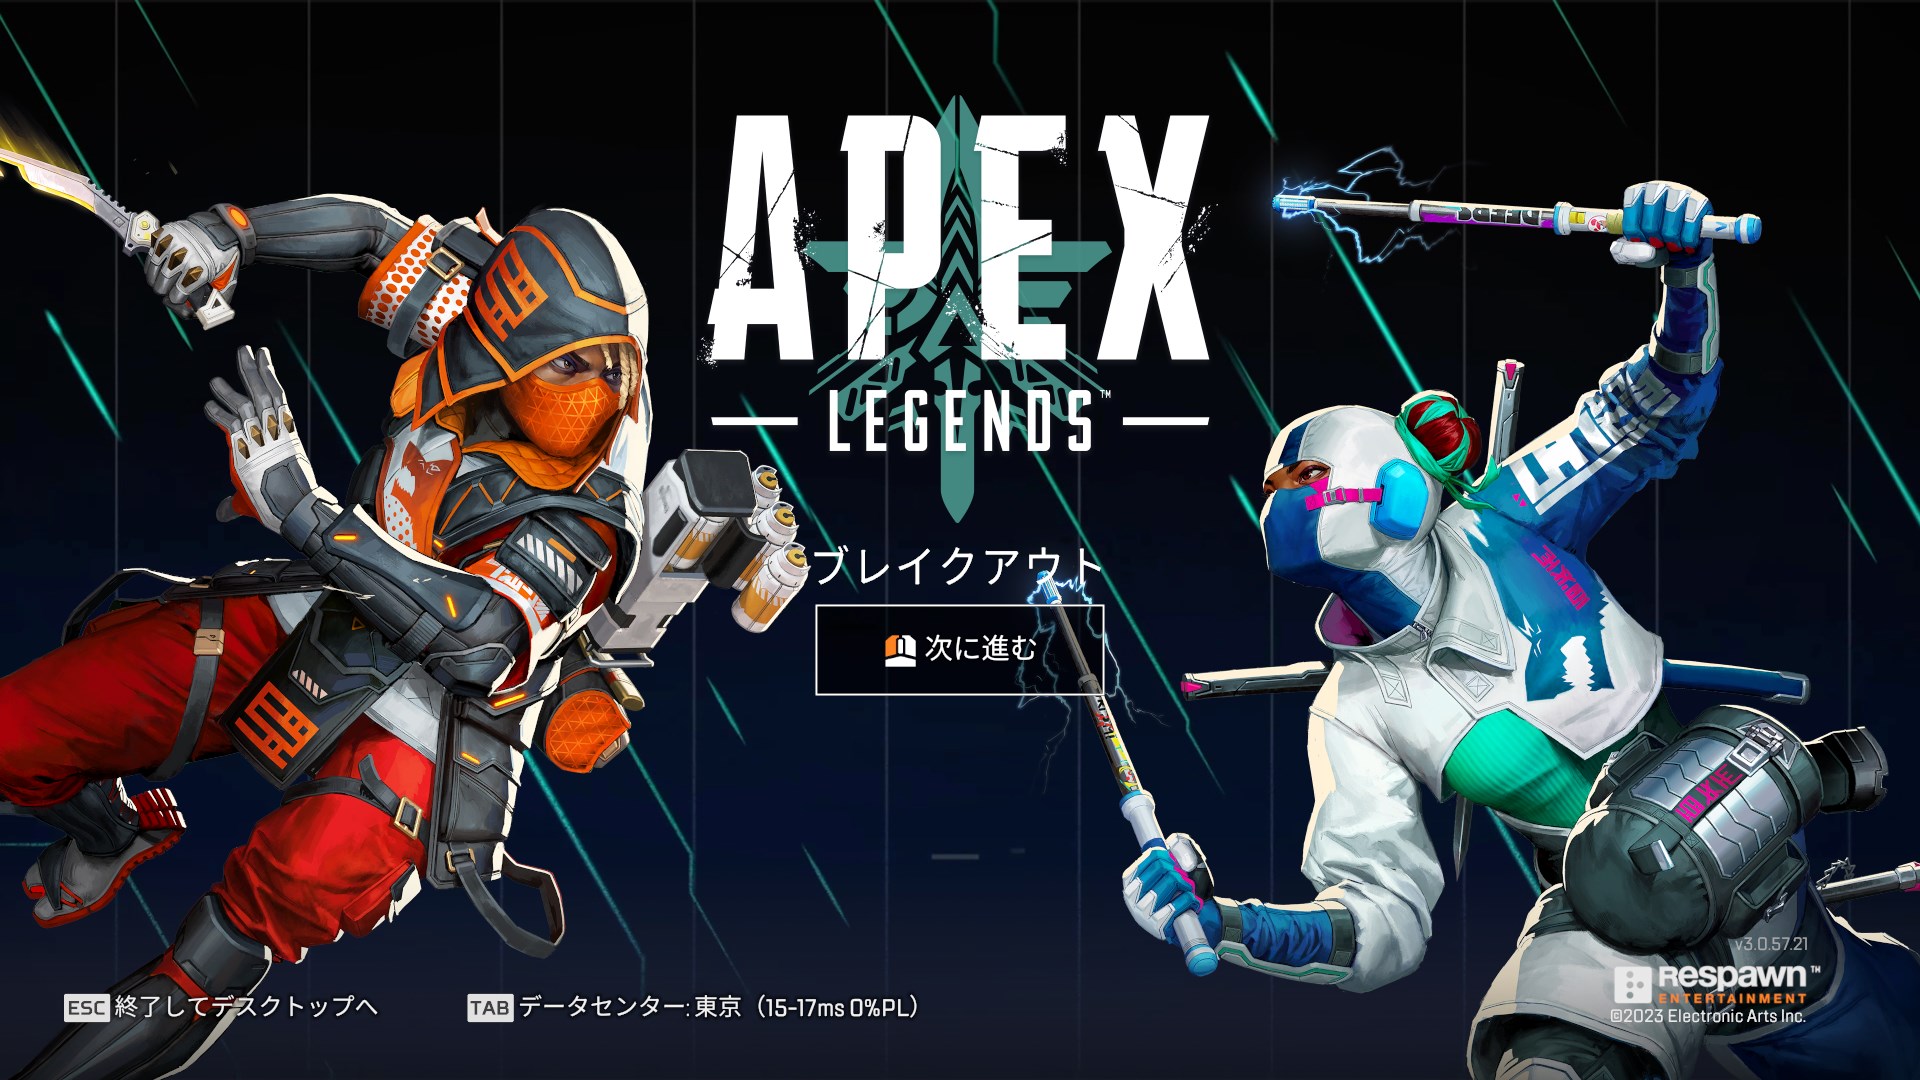 APEX
LEGENDS™
ブレイクアウト
次に進む
v3.0.57.21
Respawn™
ENTERTAINMENT
©2023 Electronic Arts Inc.
ESC 終了してデスクトップへ
TAB データセンター: 東京（15-17ms 0%PL）